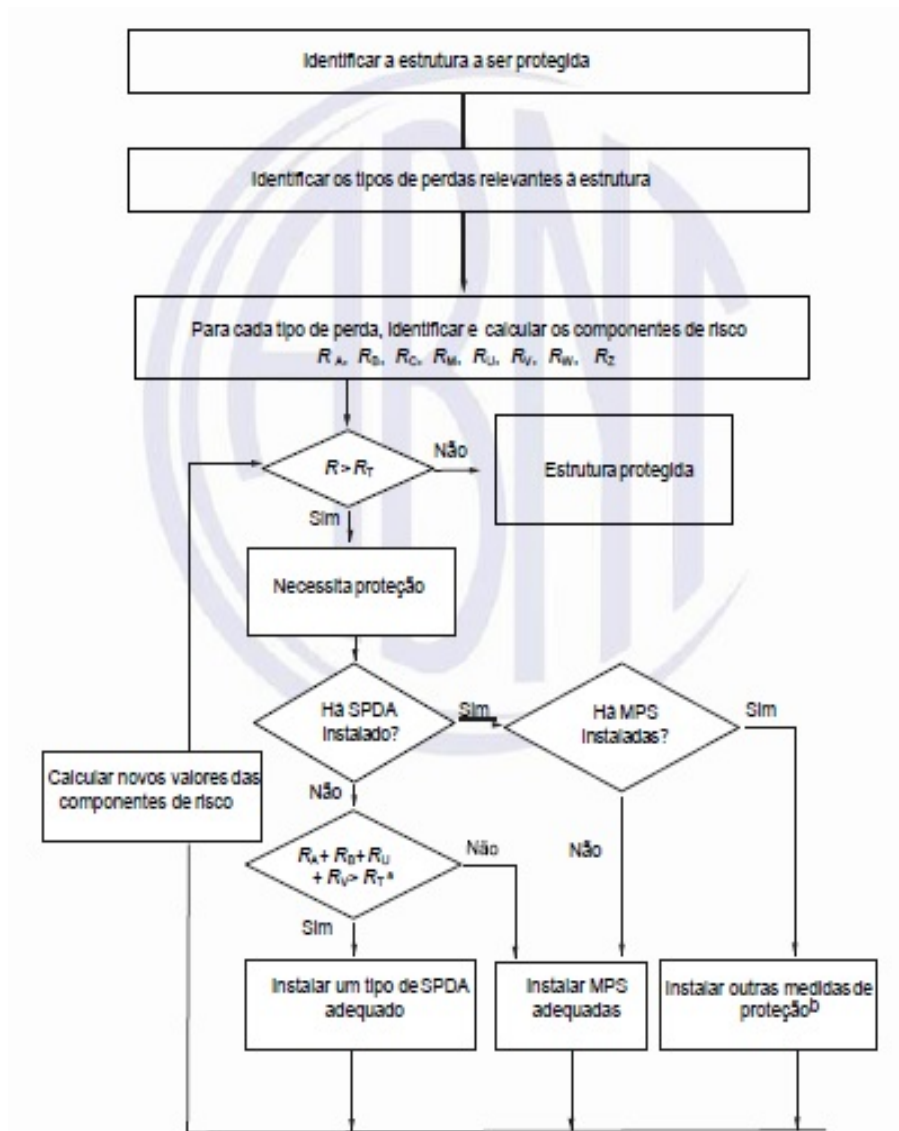 Identificar a estrutura a ser protegida
Identificar os tipos de perdas relevantes à estrutura
Para cada tipo de perda, identificar e calcular os componentes de risco
R A, RB, RC, RM, RU, RV, RW, RZ
R > RT
Não
Estrutura protegida
Sim
Necessita proteção
Há SPDA
instalado?
Sim
Há MPS
instaladas?
Sim
Calcular novos valores das
componentes de risco
Não
Não
RA + RB + RU
+ RV > RT a
Não
Sim
Instalar um tipo de SPDA
adequado
Instalar MPS
adequadas
Instalar outras medidas de
proteção b
ABNT